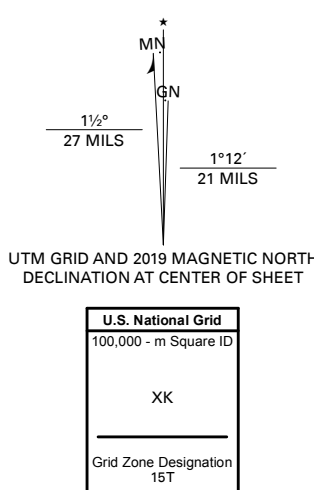 ★
MN
GN
1½°
27 MILS
1°12´
21 MILS
UTM GRID AND 2019 MAGNETIC NORTH
DECLINATION AT CENTER OF SHEET
U.S. National Grid
100,000 - m Square ID
XK
Grid Zone Designation
15T